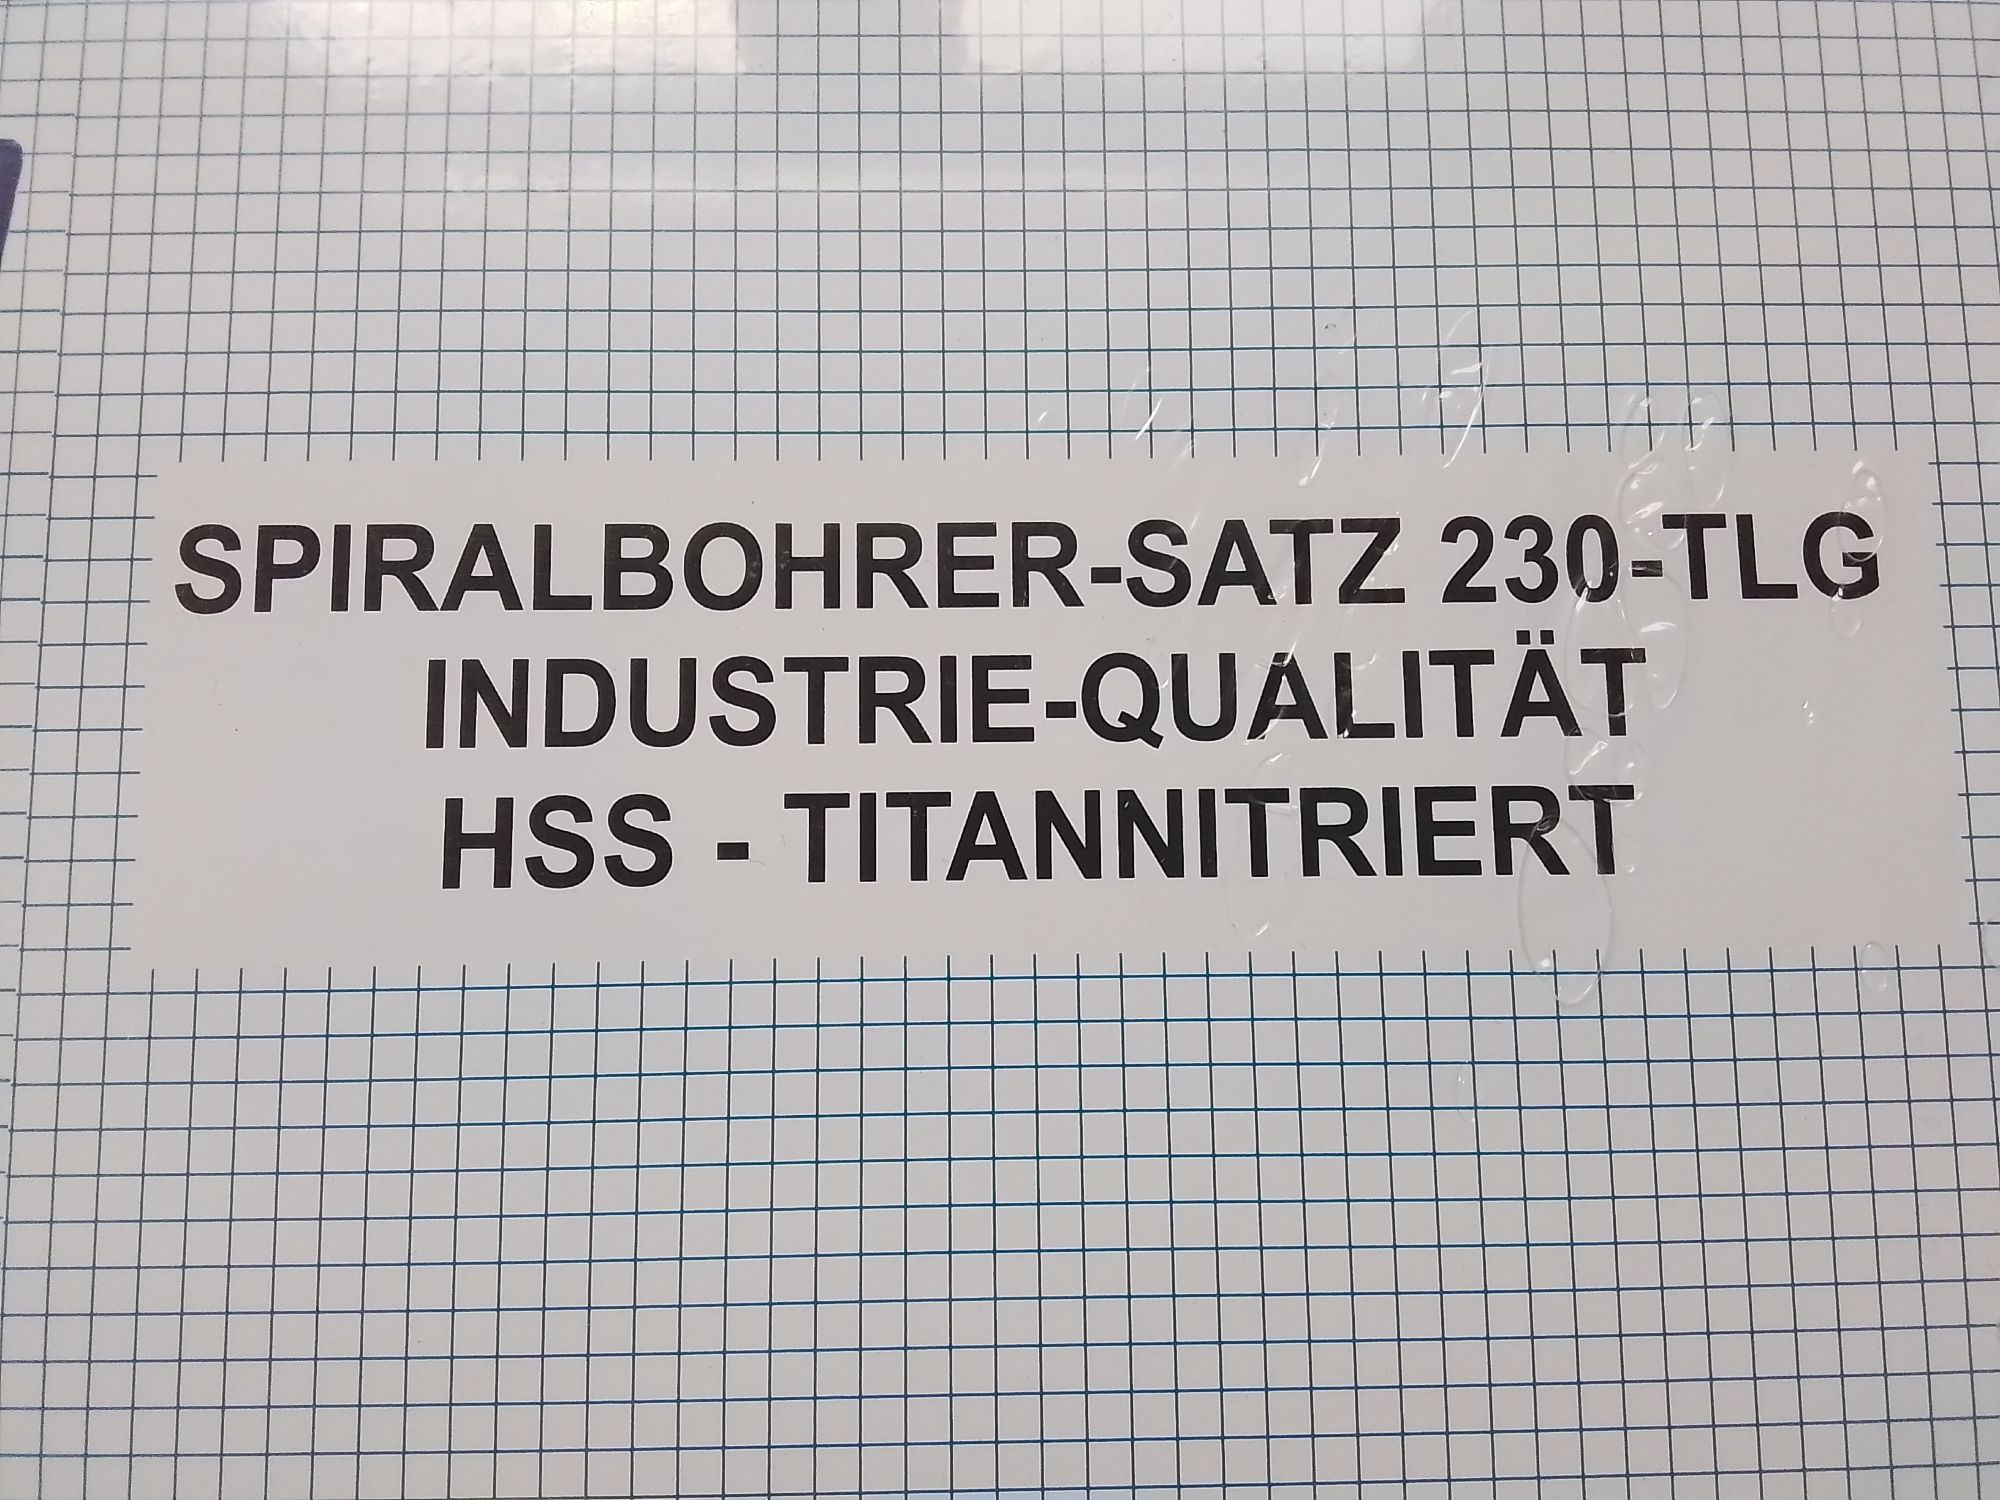 SPIRALBOHRER-SATZ 230-TLG
INDUSTRIE-QUALITÄT
HSS - TITANNITRIERT